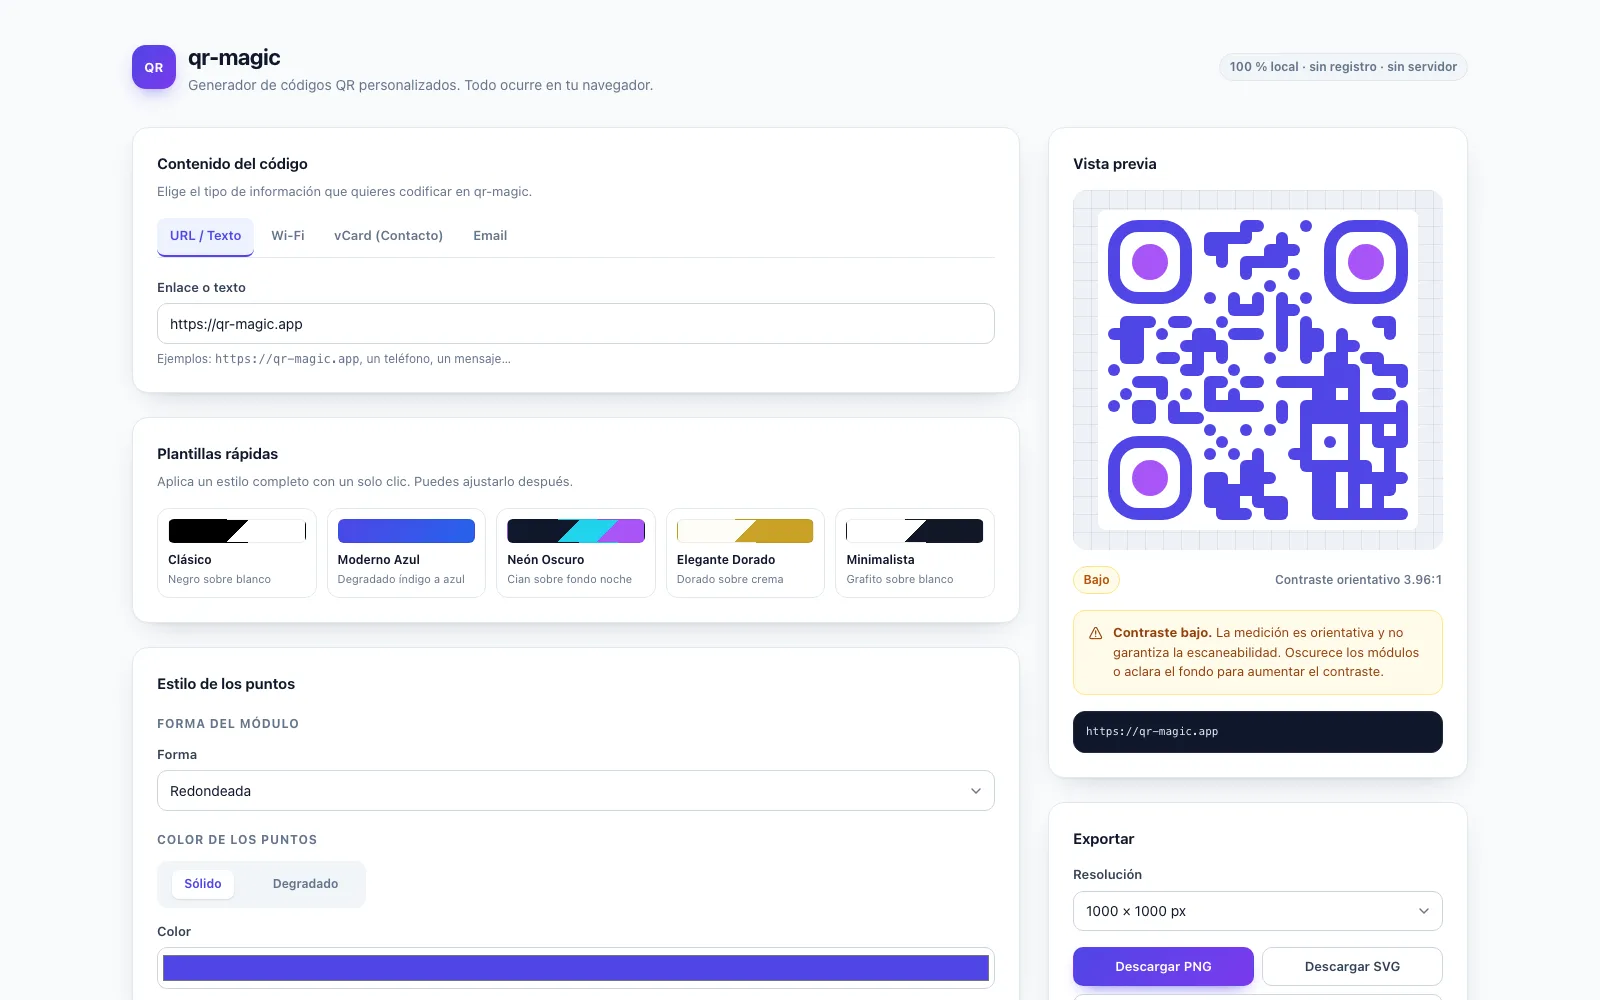 QR
qr-magic
Generador de códigos QR personalizados. Todo ocurre en tu navegador.
100 % local · sin registro · sin servidor
Contenido del código
Elige el tipo de información que quieres codificar en qr-magic.
URL / Texto
Wi-Fi
vCard (Contacto)
Email
Enlace o texto
https://qr-magic.app
Ejemplos: https://qr-magic.app, un teléfono, un mensaje...
Plantillas rápidas
Aplica un estilo completo con un solo clic. Puedes ajustarlo después.
Clásico
Negro sobre blanco
Moderno Azul
Degradado índigo a azul
Neón Oscuro
Cian sobre fondo noche
Elegante Dorado
Dorado sobre crema
Minimalista
Grafito sobre blanco
Estilo de los puntos
FORMA DEL MÓDULO
Forma
Redondeada
COLOR DE LOS PUNTOS
Sólido
Degradado
Color
Vista previa
Bajo
Contraste orientativo 3.96:1
Contraste bajo. La medición es orientativa y no
garantiza la escaneabilidad. Oscurece los módulos
o aclara el fondo para aumentar el contraste.
https://qr-magic.app
Exportar
Resolución
1000 × 1000 px
Descargar PNG
Descargar SVG